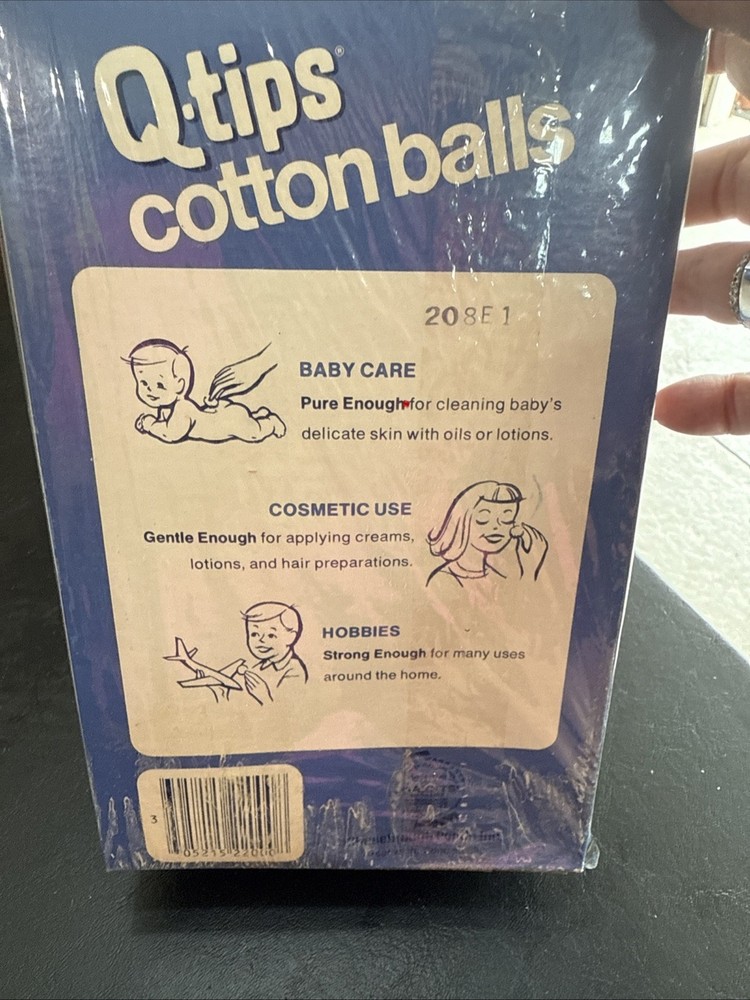 Q·tips®
cotton balls
208E 1
BABY CARE
Pure Enough for cleaning baby's
delicate skin with oils or lotions.
COSMETIC USE
Gentle Enough for applying creams,
lotions, and hair preparations.
HOBBIES
Strong Enough for many uses
around the home.
3